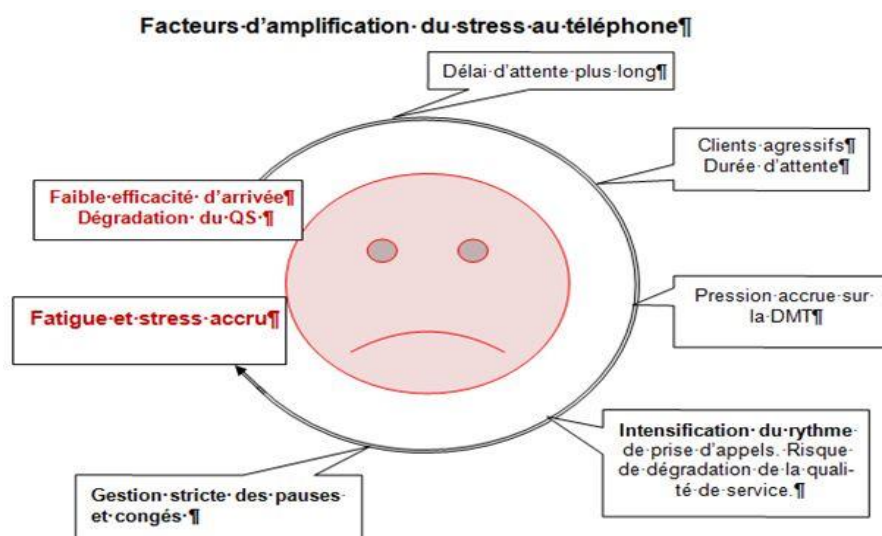 Facteurs·d'amplification·du·stress·au·téléphone¶
Délai·d'attente·plus·long¶
Clients·agressifs¶
Durée·d'attente¶
Faible·efficacité·d'arrivée¶
Dégradation·du·QS·¶
Pression·accrue·sur·
la·DMT¶
Fatigue·et·stress·accru¶
Intensification·du·rythme·
de·prise·d'appels.·Risque·
de·dégradation·de·la·quali-
té·de·service.¶
Gestion·stricte·des·pauses·
et·congés·¶